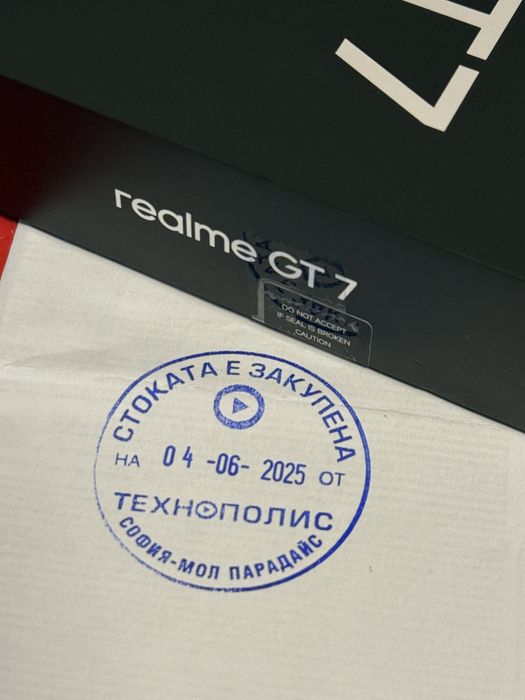 T7
realme GT 7
DO NOT ACCEPT
IF SEAL IS BROKEN
CAUTION
СТОКАТА Е ЗАКУПЕНА
НА 04 -06- 2025 ОТ
ТЕХНОПОЛИС
СОФИЯ-МОЛ ПАРАДАЙС